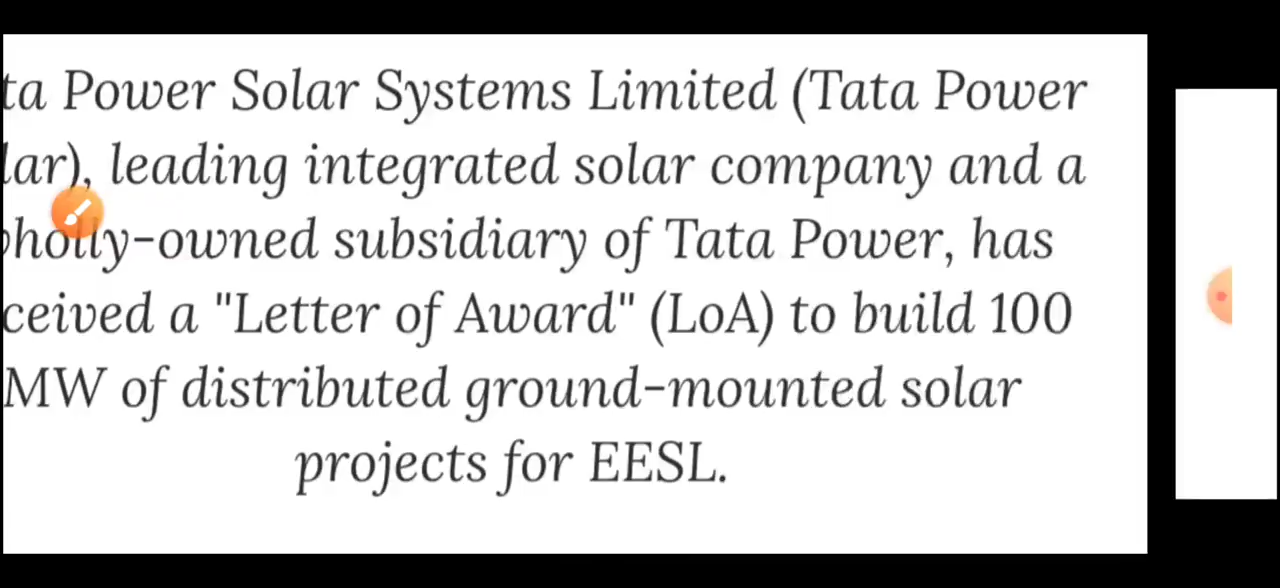 ta Power Solar Systems Limited (Tata Power
lar), leading integrated solar company and a
holly-owned subsidiary of Tata Power, has
ceived a "Letter of Award" (LoA) to build 100
MW of distributed ground-mounted solar
projects for EESL.